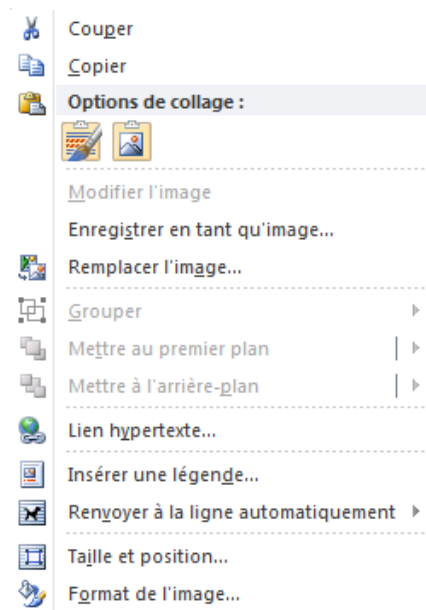 Couper
Copier
Options de collage :
Modifier l'image
Enregistrer en tant qu'image...
Remplacer l'image...
Grouper
Mettre au premier plan
Mettre à l'arrière-plan
Lien hypertexte...
Insérer une légende...
Renvoyer à la ligne automatiquement
Taille et position...
Format de l'image...